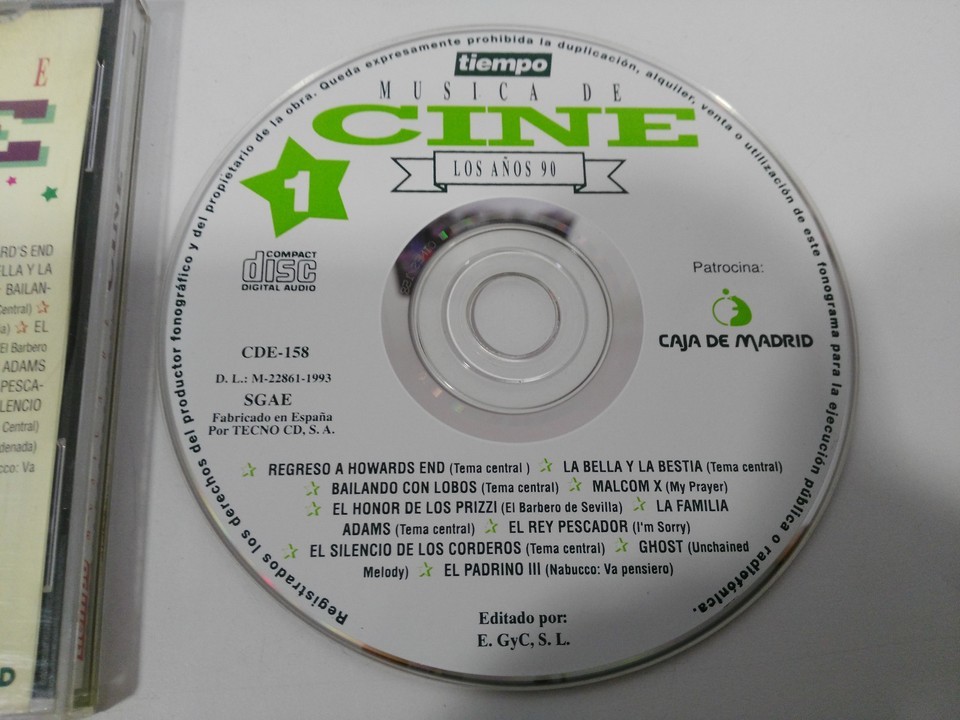 Registrados los derechos del productor fonográfico y del propietario de la obra. Queda expresamente prohibida la duplicación, alquiler, venta o utilización de este fonograma para la ejecución pública o radiofónica.
tiempo
MUSICA DE
CINE
LOS AÑOS 90
1
COMPACT
disc
DIGITAL AUDIO
Patrocina:
CAJA DE MADRID
CDE-158
D. L.: M-22861-1993
SGAE
Fabricado en España
Por TECNO CD, S. A.
REGRESO A HOWARDS END (Tema central ) LA BELLA Y LA BESTIA (Tema central)
BAILANDO CON LOBOS (Tema central) MALCOM X (My Prayer)
EL HONOR DE LOS PRIZZI (El Barbero de Sevilla) LA FAMILIA
ADAMS (Tema central) EL REY PESCADOR (I'm Sorry)
EL SILENCIO DE LOS CORDEROS (Tema central) GHOST (Unchained
Melody) EL PADRINO III (Nabucco: Va pensiero)
Editado por:
E. GyC, S. L.
E
E
RD'S END
ELLA Y LA
BAILAN-
Central)
EL
El Barbero
ADAMS
PESCA-
LENCIO
Central)
denada)
ucco: Va